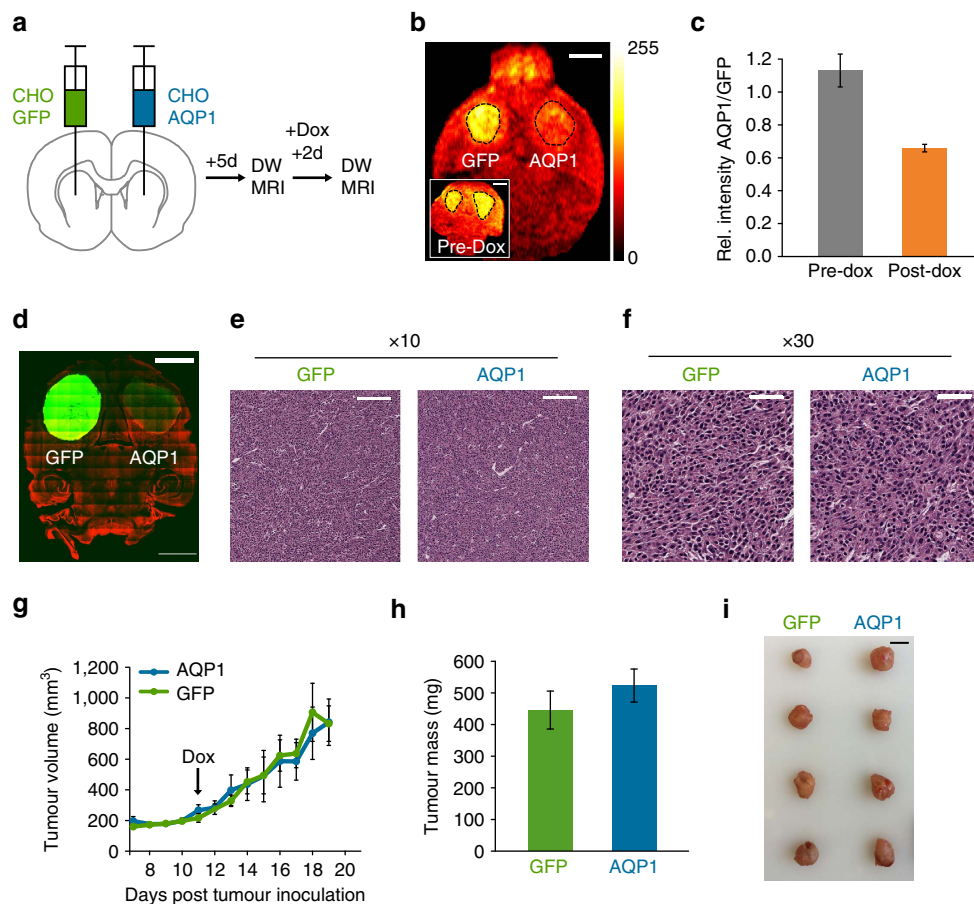 a
CHO
GFP
CHO
AQP1
+5d
DW
MRI
+Dox
+2d
DW
MRI
b
GFP
AQP1
Pre-Dox
255
0
c
Rel. intensity AQP1/GFP
1.2
1.0
0.8
0.6
0.4
0.2
0
Pre-dox
Post-dox
d
GFP
AQP1
e
×10
GFP
AQP1
f
×30
GFP
AQP1
g
Tumour volume (mm³)
1,200
1,000
800
600
400
200
0
AQP1
GFP
Dox
8 10 12 14 16 18 20
Days post tumour inoculation
h
Tumour mass (mg)
600
500
400
300
200
100
0
GFP
AQP1
i
GFP
AQP1